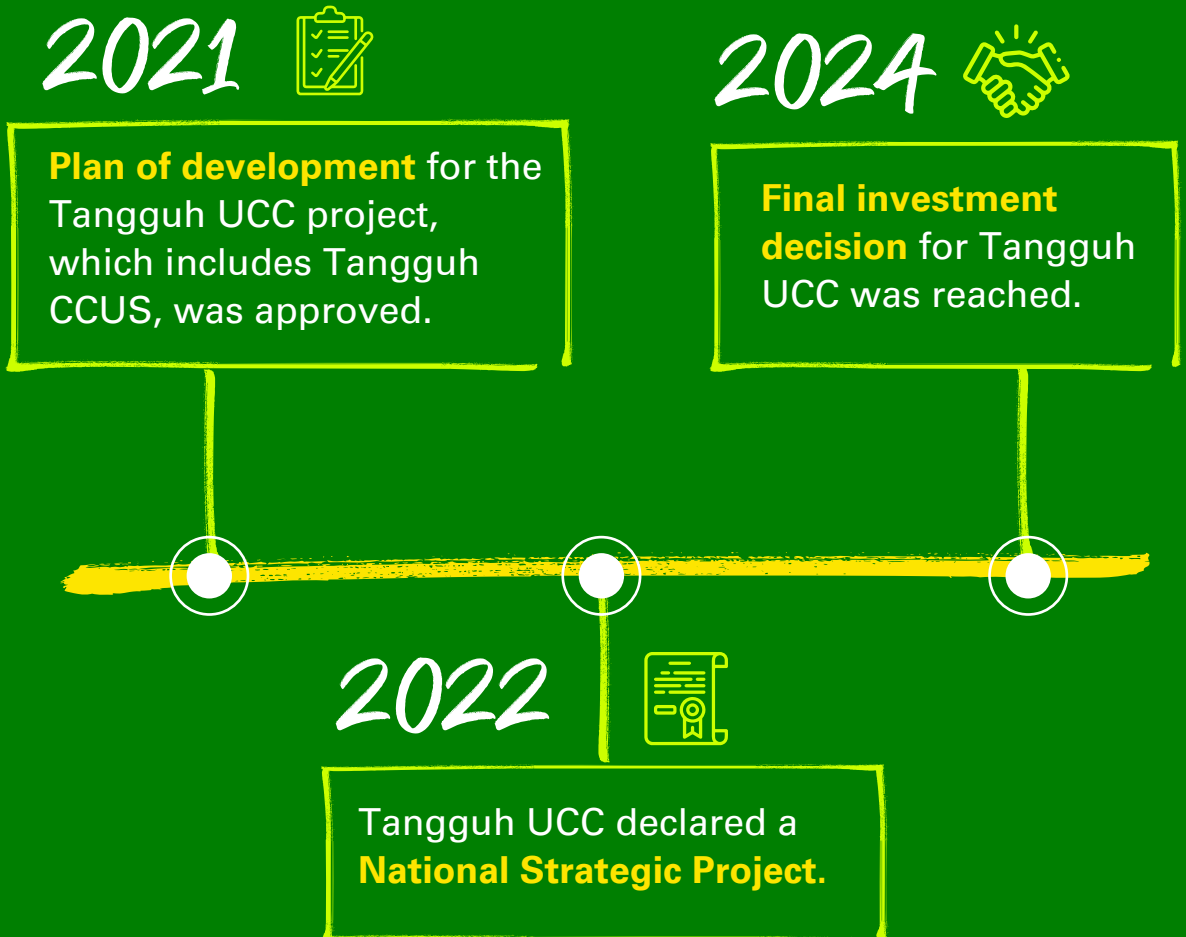 2021
Plan of development for the
Tangguh UCC project,
which includes Tangguh
CCUS, was approved.
2022
Tangguh UCC declared a
National Strategic Project.
2024
Final investment
decision for Tangguh
UCC was reached.